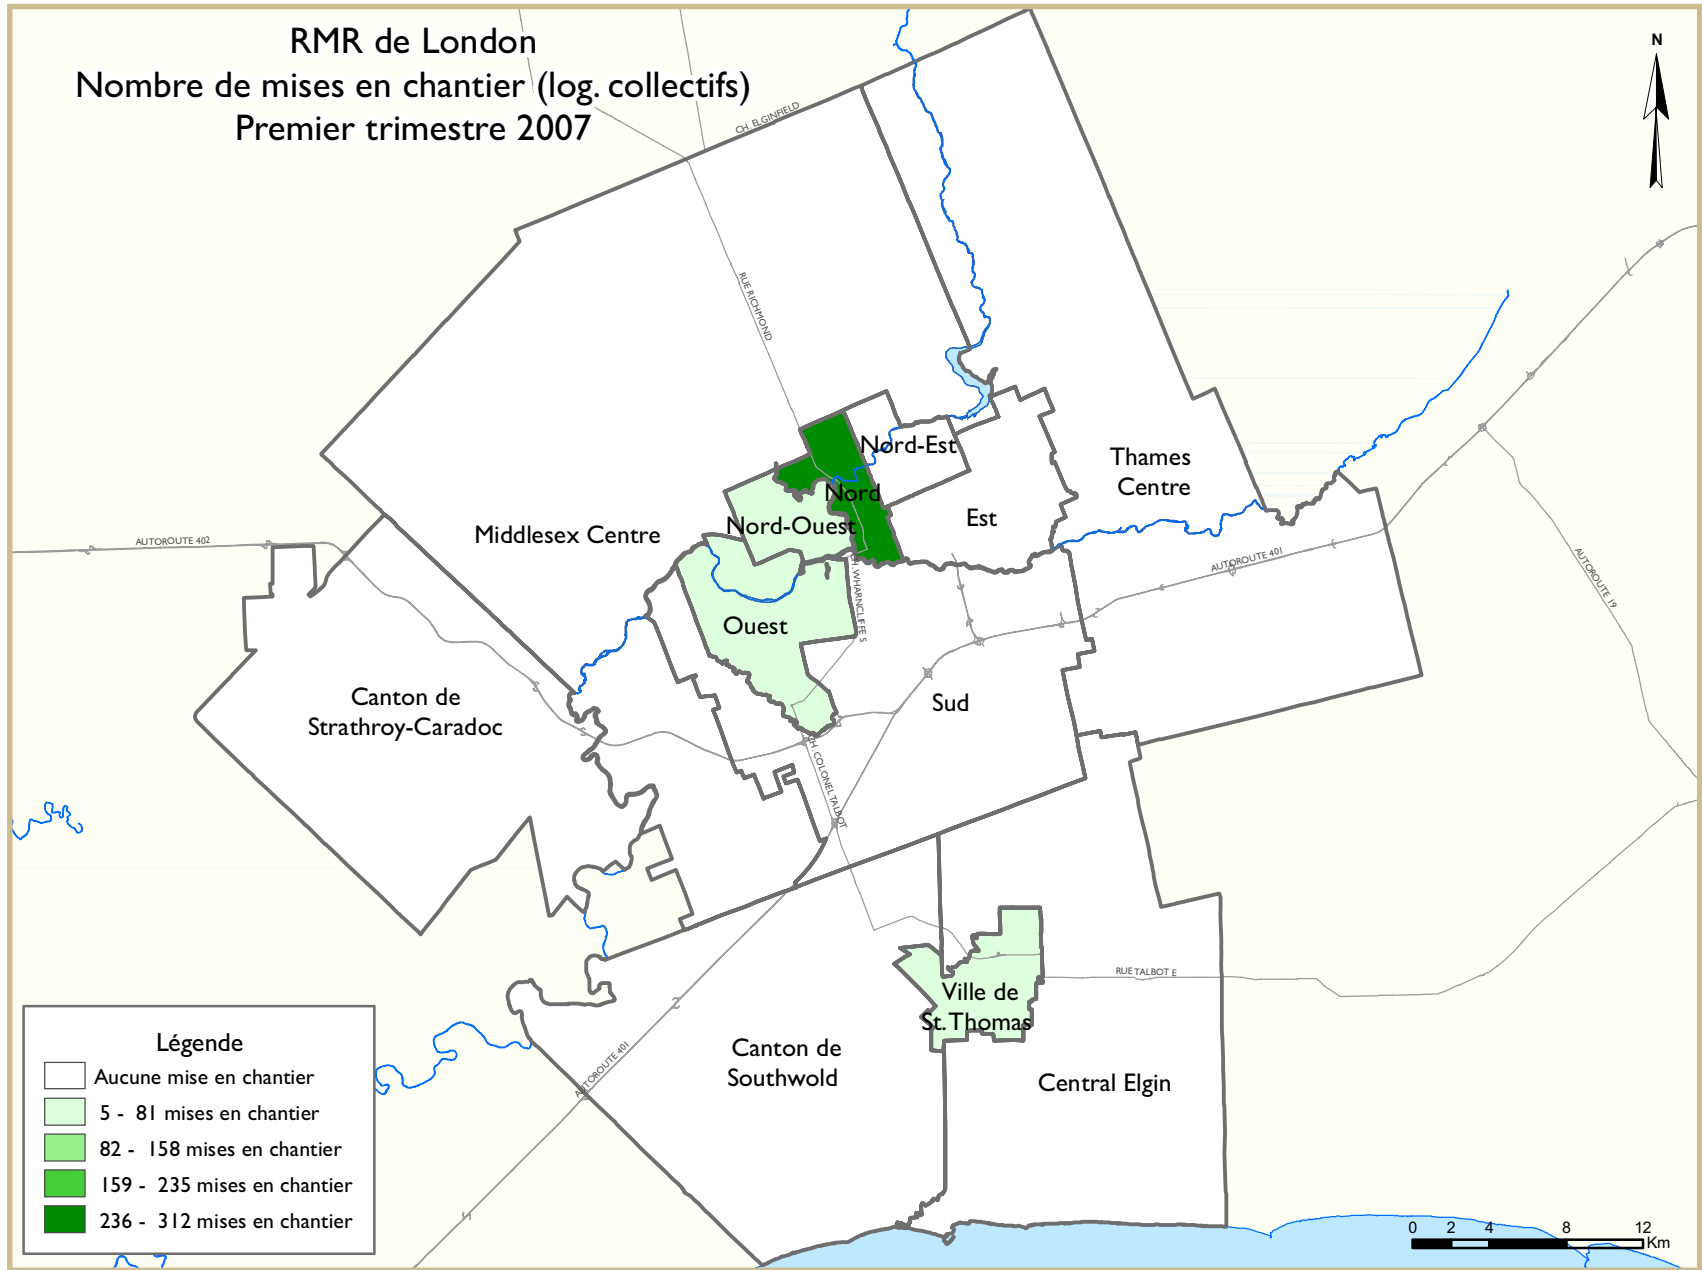 RMR de London
Nombre de mises en chantier (log. collectifs)
Premier trimestre 2007
N
CH. ELGINFIELD
RUE RICHMOND
Nord-Est
Thames
Centre
Nord
Est
Nord-Ouest
Middlesex Centre
AUTOROUTE 402
AUTOROUTE 401
AUTOROUTE 19
CH. WHARNCLIFFE S
Ouest
Canton de
Strathroy-Caradoc
Sud
CH. COLONEL TALBOT
RUE TALBOT E
Ville de
St. Thomas
Canton de
Southwold
AUTOROUTE 401
Central Elgin
Légende
Aucune mise en chantier
5 - 81 mises en chantier
82 - 158 mises en chantier
159 - 235 mises en chantier
236 - 312 mises en chantier
0 2 4 8 12
Km